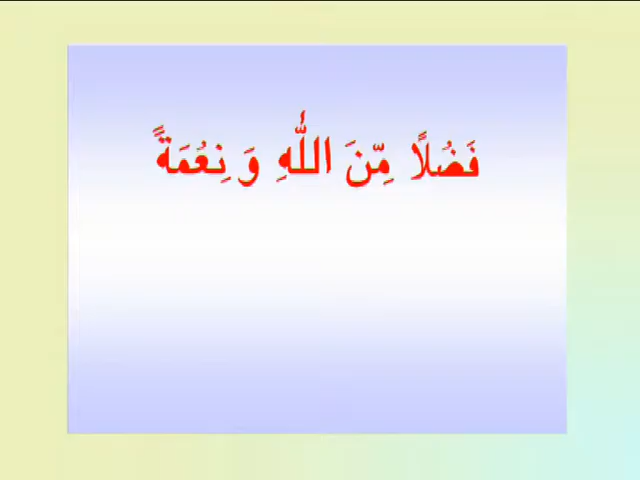 فَضْلًا مِّنَ اللّٰهِ وَ نِعْمَةً